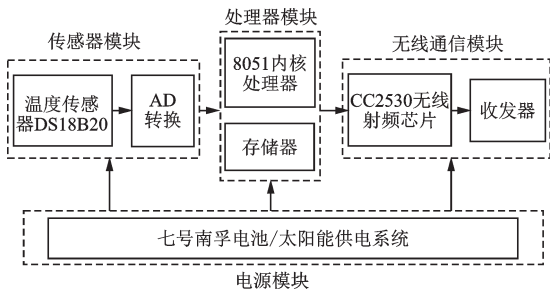 传感器模块
处理器模块
无线通信模块
温度传感
器DS18B20
AD
转换
8051内核
处理器
存储器
CC2530无线
射频芯片
收发器
七号南孚电池/太阳能供电系统
电源模块